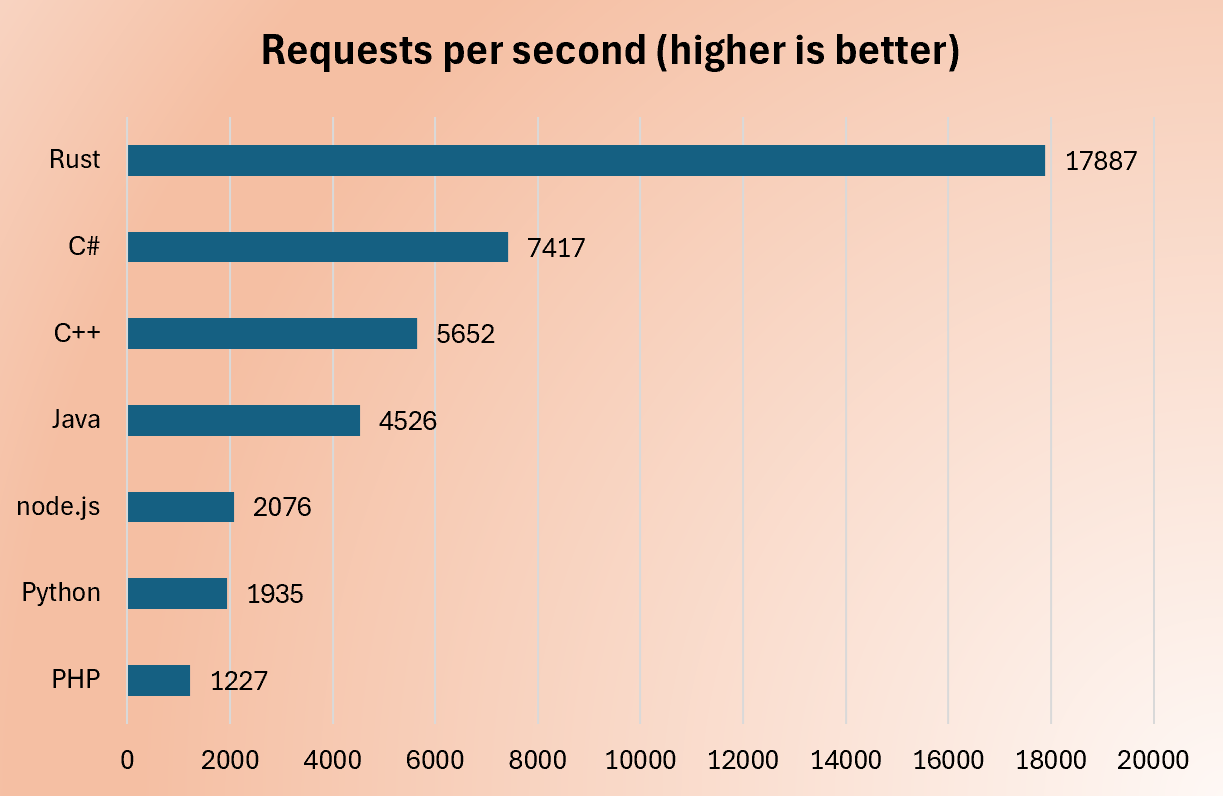 Requests per second (higher is better)
Rust 17887
C# 7417
C++ 5652
Java 4526
node.js 2076
Python 1935
PHP 1227
0 2000 4000 6000 8000 10000 12000 14000 16000 18000 20000